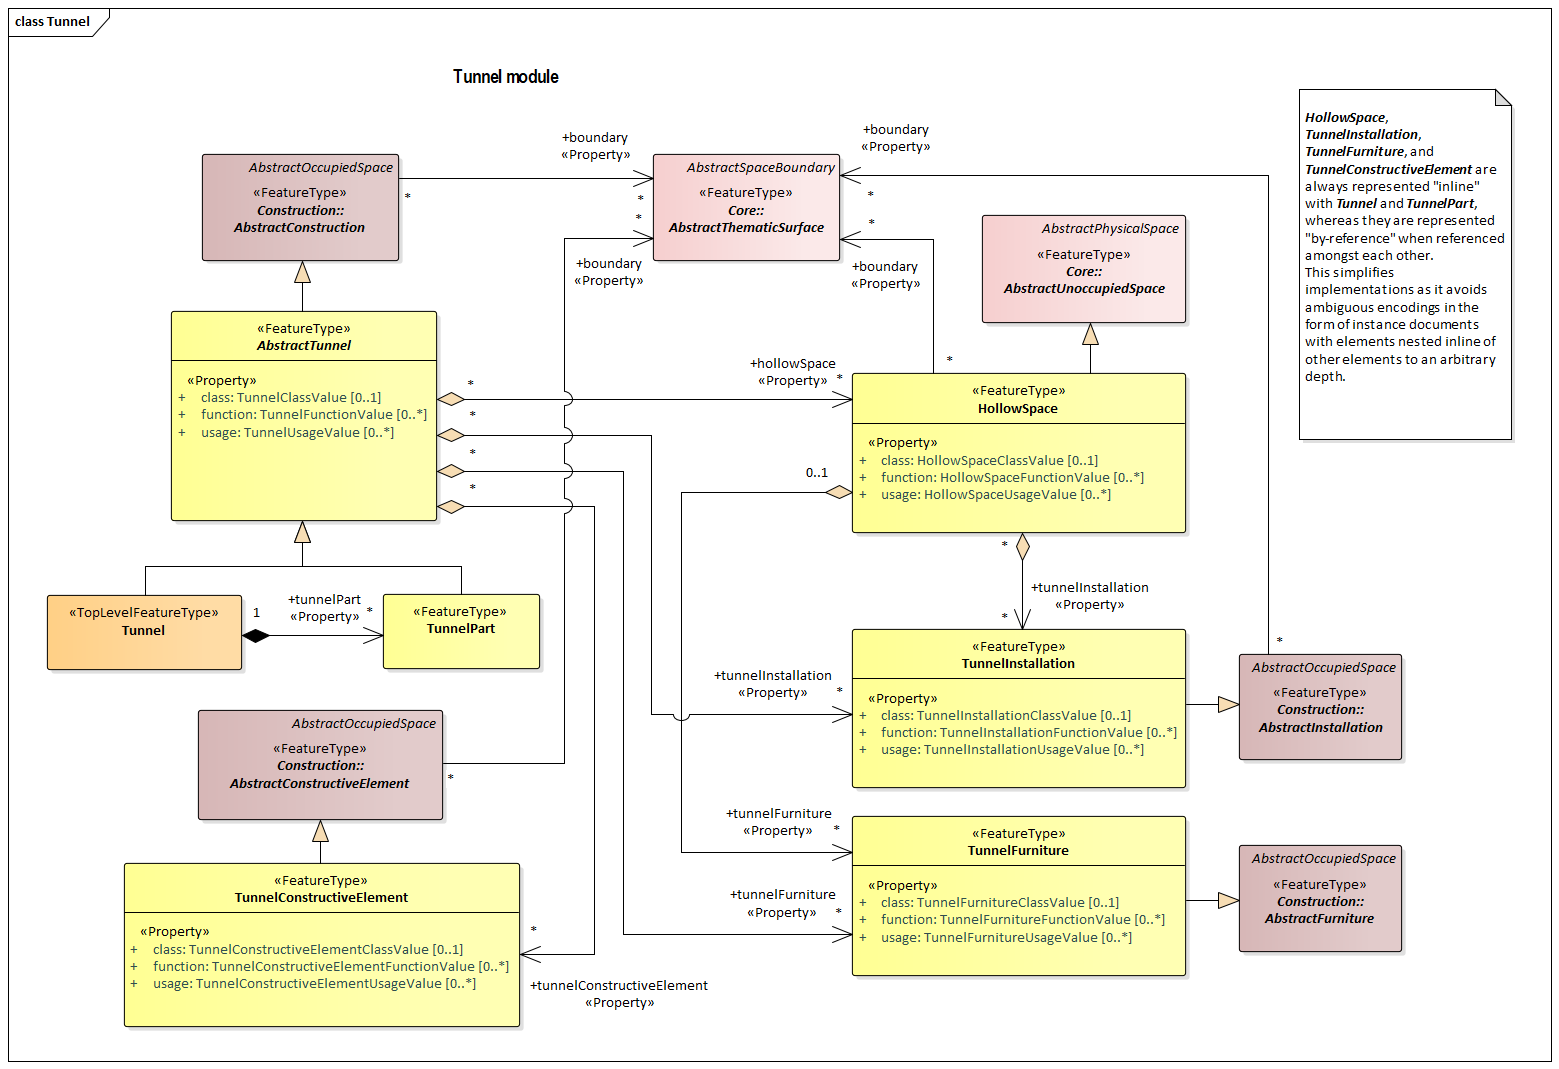 class Tunnel
Tunnel module
+boundary
«Property»
*
*
AbstractOccupiedSpace
«FeatureType»
Construction::
AbstractConstruction
AbstractSpaceBoundary
«FeatureType»
Core::
AbstractThematicSurface
+boundary
«Property»
*
*
+boundary
«Property»
*
+boundary
«Property»
*
AbstractPhysicalSpace
«FeatureType»
Core::
AbstractUnoccupiedSpace
HollowSpace,
TunnelInstallation,
TunnelFurniture, and
TunnelConstructiveElement are
always represented "inline"
with Tunnel and TunnelPart,
whereas they are represented
"by-reference" when referenced
amongst each other.
This simplifies
implementations as it avoids
ambiguous encodings in the
form of instance documents
with elements nested inline of
other elements to an arbitrary
depth.
«FeatureType»
AbstractTunnel
«Property»
+ class: TunnelClassValue [0..1]
+ function: TunnelFunctionValue [0..*]
+ usage: TunnelUsageValue [0..*]
*
*
*
*
+hollowSpace
«Property»
*
«FeatureType»
HollowSpace
«Property»
+ class: HollowSpaceClassValue [0..1]
+ function: HollowSpaceFunctionValue [0..*]
+ usage: HollowSpaceUsageValue [0..*]
0..1
*
+tunnelInstallation
«Property»
*
«TopLevelFeatureType»
Tunnel
1
+tunnelPart
«Property»
*
«FeatureType»
TunnelPart
+tunnelInstallation
«Property»
*
«FeatureType»
TunnelInstallation
«Property»
+ class: TunnelInstallationClassValue [0..1]
+ function: TunnelInstallationFunctionValue [0..*]
+ usage: TunnelInstallationUsageValue [0..*]
*
AbstractOccupiedSpace
«FeatureType»
Construction::
AbstractInstallation
AbstractOccupiedSpace
«FeatureType»
Construction::
AbstractConstructiveElement
*
+tunnelFurniture
«Property»
*
+tunnelFurniture
«Property»
*
«FeatureType»
TunnelFurniture
«Property»
+ class: TunnelFurnitureClassValue [0..1]
+ function: TunnelFurnitureFunctionValue [0..*]
+ usage: TunnelFurnitureUsageValue [0..*]
AbstractOccupiedSpace
«FeatureType»
Construction::
AbstractFurniture
«FeatureType»
TunnelConstructiveElement
«Property»
+ class: TunnelConstructiveElementClassValue [0..1]
+ function: TunnelConstructiveElementFunctionValue [0..*]
+ usage: TunnelConstructiveElementUsageValue [0..*]
*
+tunnelConstructiveElement
«Property»